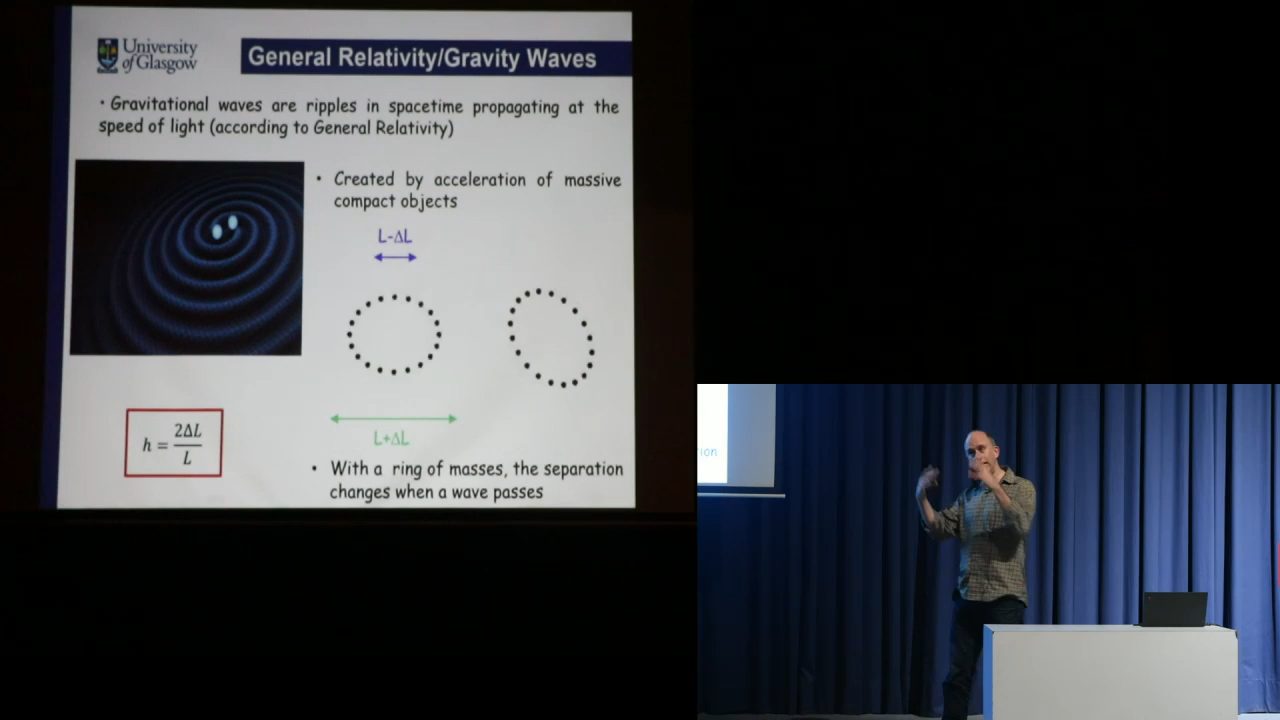 University
of Glasgow
General Relativity/Gravity Waves
• Gravitational waves are ripples in spacetime propagating at the
speed of light (according to General Relativity)
• Created by acceleration of massive
compact objects
L-ΔL
h = 2ΔL/L
L+ΔL
• With a ring of masses, the separation
changes when a wave passes
ion